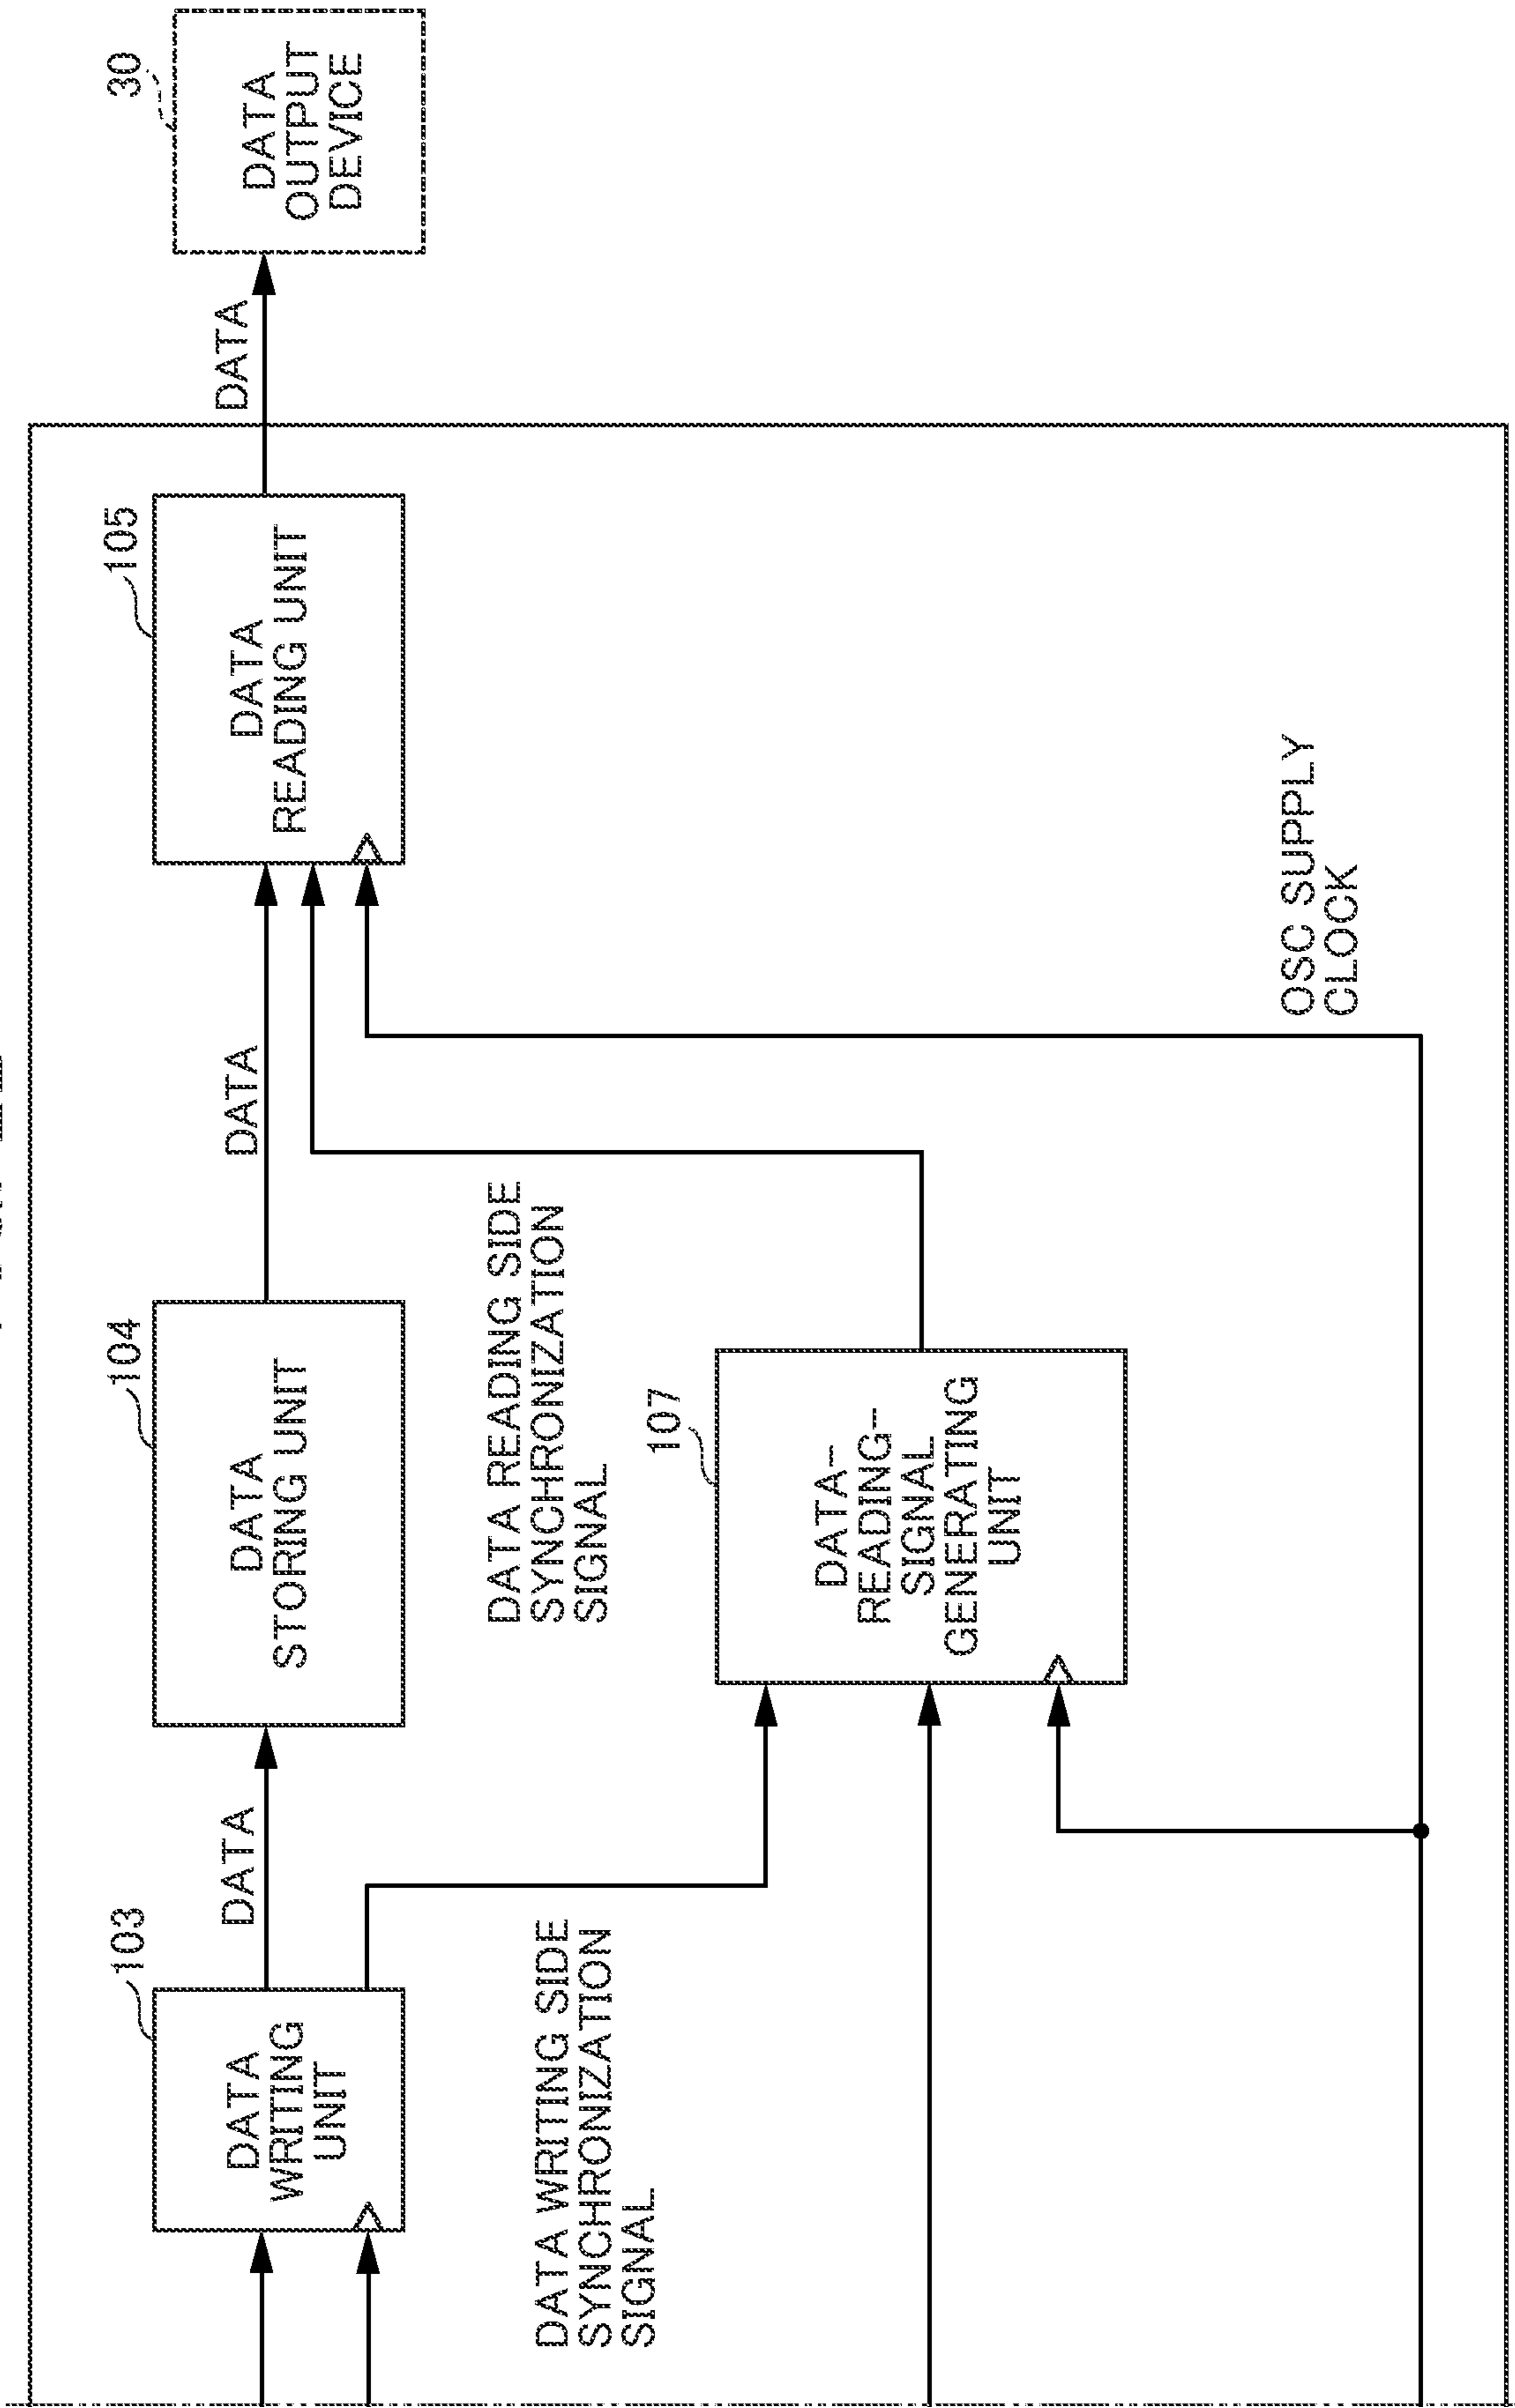 30
DATA
OUTPUT
DEVICE
DATA
105
DATA
READING UNIT
OSC SUPPLY
CLOCK
DATA
104
DATA
STORING UNIT
DATA READING SIDE
SYNCHRONIZATION
SIGNAL
107
DATA-
READING-
SIGNAL
GENERATING
UNIT
DATA
103
DATA
WRITING
UNIT
DATA WRITING SIDE
SYNCHRONIZATION
SIGNAL